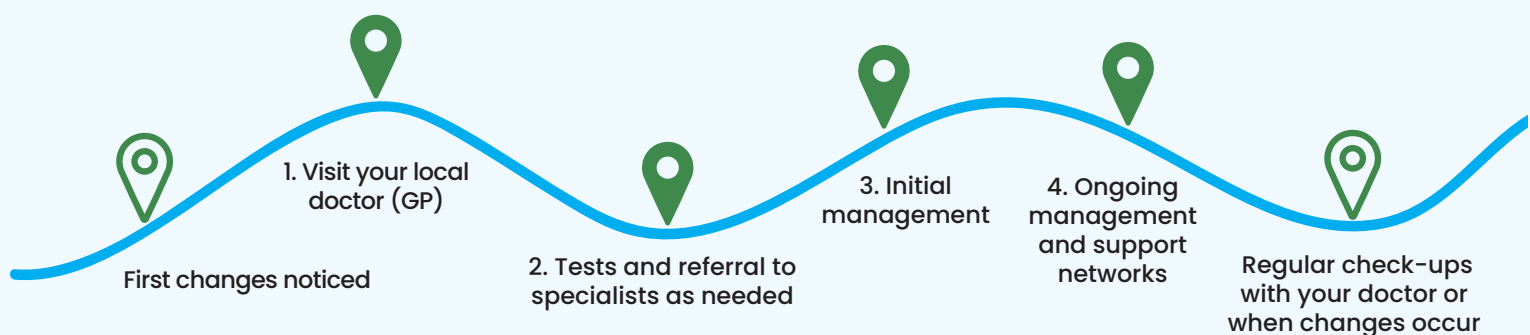 First changes noticed
1. Visit your local
doctor (GP)
2. Tests and referral to
specialists as needed
3. Initial
management
4. Ongoing
management
and support
networks
Regular check-ups
with your doctor or
when changes occur